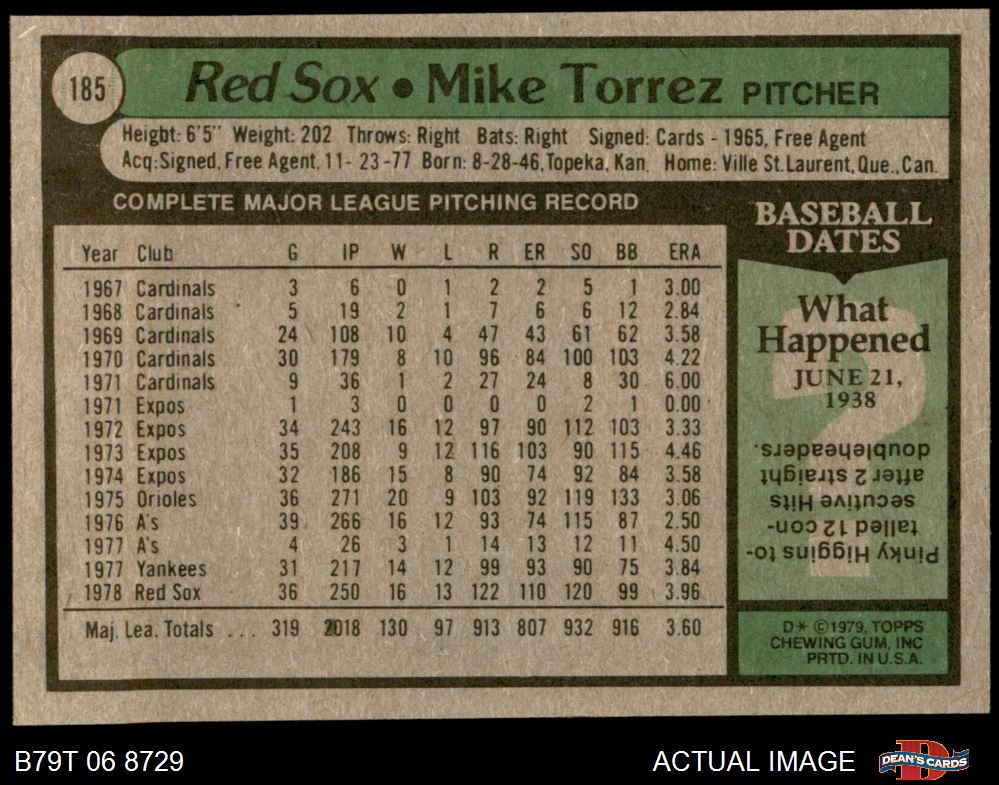 185
Red Sox • Mike Torrez PITCHER
Height: 6'5" Weight: 202 Throws: Right Bats: Right Signed: Cards - 1965, Free Agent
Acq: Signed, Free Agent, 11- 23 -77 Born: 8-28-46, Topeka, Kan. Home: Ville St. Laurent, Que., Can.
COMPLETE MAJOR LEAGUE PITCHING RECORD
Year Club G IP W L R ER SO BB ERA
1967 Cardinals 3 6 0 1 2 2 5 1 3.00
1968 Cardinals 5 19 2 1 7 6 6 12 2.84
1969 Cardinals 24 108 10 4 47 43 61 62 3.58
1970 Cardinals 30 179 8 10 96 84 100 103 4.22
1971 Cardinals 9 36 1 2 27 24 8 30 6.00
1971 Expos 1 3 0 0 0 0 2 1 0.00
1972 Expos 34 243 16 12 97 90 112 103 3.33
1973 Expos 35 208 9 12 116 103 90 115 4.46
1974 Expos 32 186 15 8 90 74 92 84 3.58
1975 Orioles 36 271 20 9 103 92 119 133 3.06
1976 A's 39 266 16 12 93 74 115 87 2.50
1977 A's 4 26 3 1 14 13 12 11 4.50
1977 Yankees 31 217 14 12 99 93 90 75 3.84
1978 Red Sox 36 250 16 13 122 110 120 99 3.96
Maj. Lea. Totals ... 319 2018 130 97 913 807 932 916 3.60
BASEBALL
DATES
What
Happened
JUNE 21,
1938
Pinky Higgins to-
talled 12 con-
secutive Hits
after 2 straight
doubleheaders.
D* ©1979, TOPPS
CHEWING GUM, INC
PRTD. IN U.S.A.
B79T 06 8729
ACTUAL IMAGE
D
DEAN'S CARDS